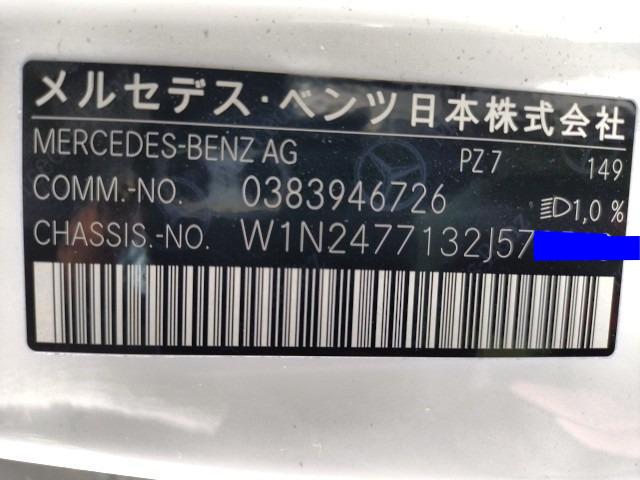 メルセデス・ベンツ日本株式会社
MERCEDES-BENZ AG PZ7 149
COMM.-NO. 0383946726 1,0 %
CHASSIS.-NO. W1N2477132J57